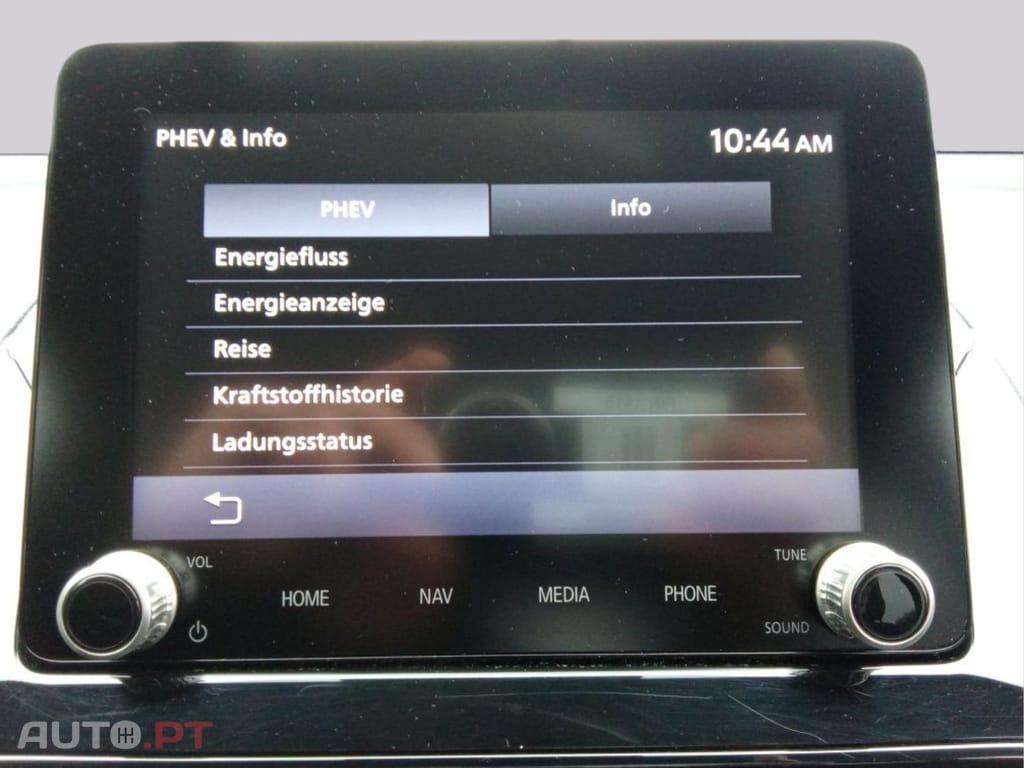 PHEV & Info
10:44 AM
PHEV
Info
Energiefluss
Energieanzeige
Reise
Kraftstoffhistorie
Ladungsstatus
VOL
TUNE
HOME
NAV
MEDIA
PHONE
SOUND
AUTO.PT